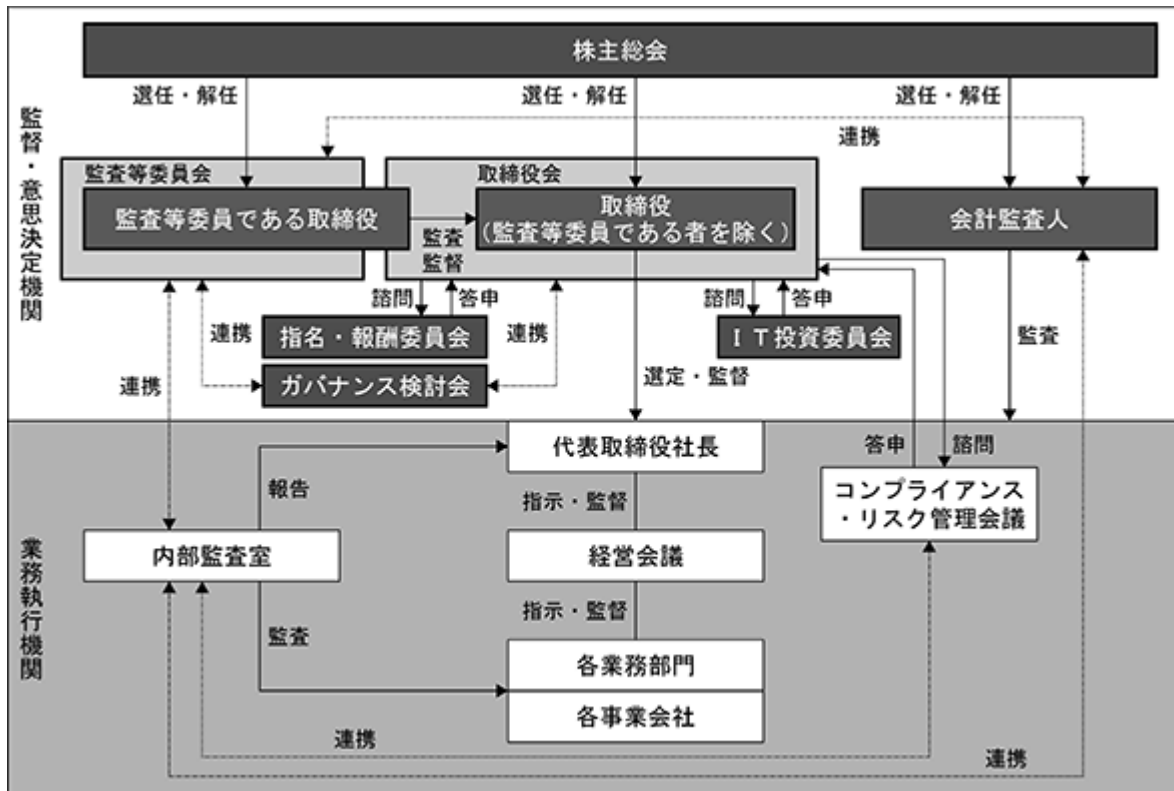 株主総会
監督・意思決定機関
選任・解任
選任・解任
選任・解任
連携
監査等委員会
取締役会
監査等委員である取締役
取締役
(監査等委員である者を除く)
会計監査人
監査
監督
諮問
答申
諮問
答申
連携
指名・報酬委員会
連携
IT投資委員会
監査
連携
ガバナンス検討会
選定・監督
業務執行機関
代表取締役社長
答申
諮問
報告
指示・監督
コンプライアンス
・リスク管理会議
内部監査室
経営会議
指示・監督
監査
各業務部門
各事業会社
連携
連携